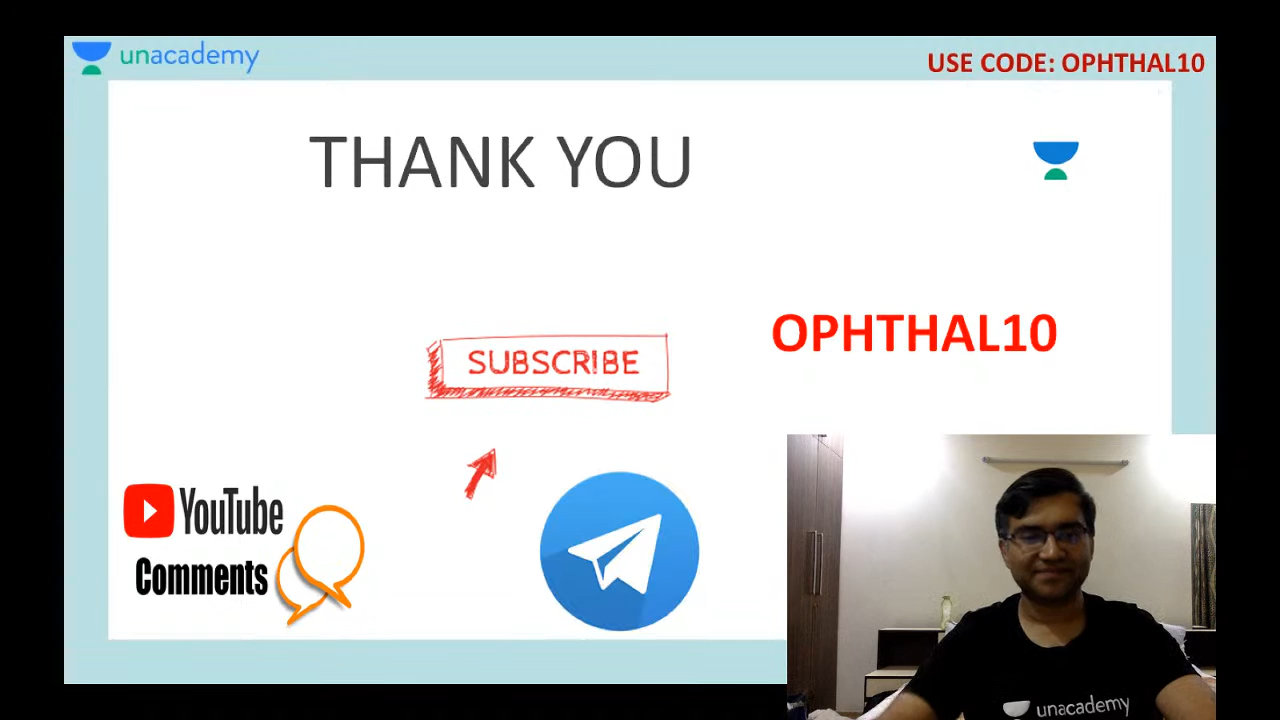 unacademy
USE CODE: OPHTHAL10
THANK YOU
OPHTHAL10
SUBSCRIBE
YouTube
Comments
unacademy